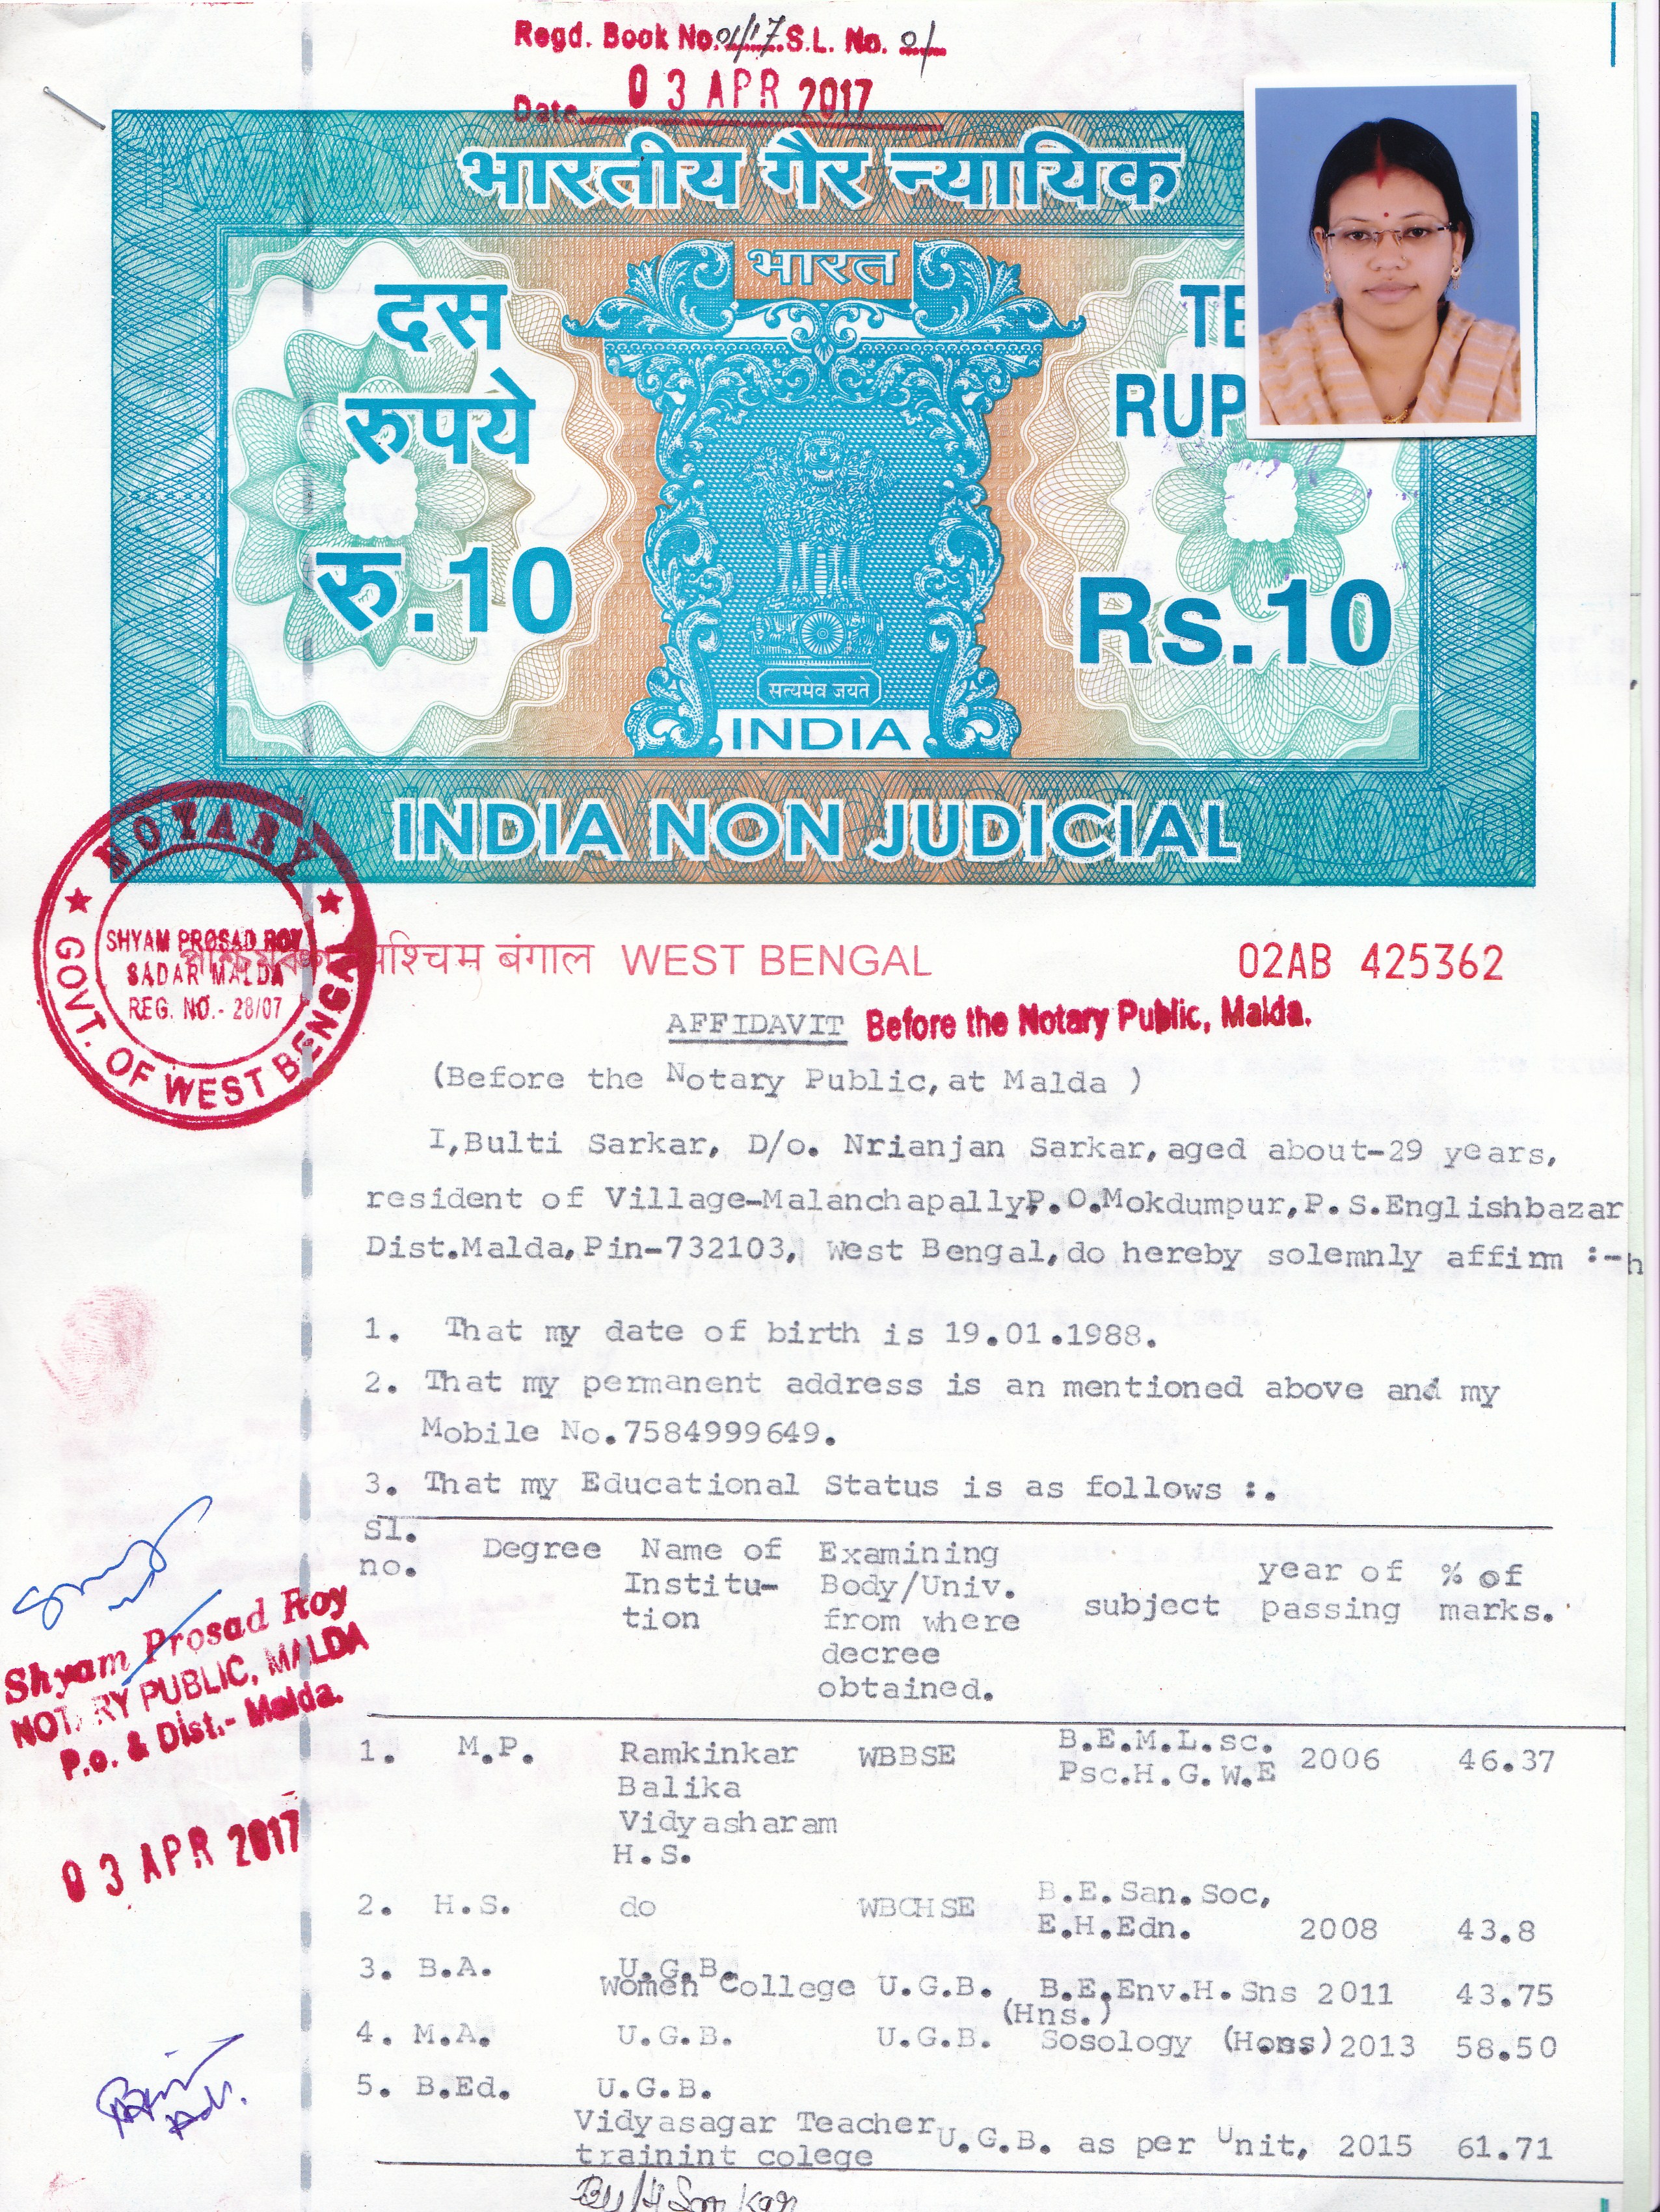 Regd. Book No. 01/17 S.L. No. 01
Date 03 APR 2017
भारतीय गैर न्यायिक
भारत
दस
रुपये
रु.10
TE
RUP
Rs.10
सत्यमेव जयते
INDIA
INDIA NON JUDICIAL
NOTARY
GOVT. OF WEST BENGAL
SHYAM PROSAD ROY
SADAR MALDA
REG. NO.- 28/07
पश्चिम बंगाल WEST BENGAL
02AB 425362
AFFIDAVIT Before the Notary Public, Malda.
(Before the Notary Public, at Malda )
I, Bulti Sarkar, D/o. Nrianjan Sarkar, aged about-29 years,
resident of Village-Malanchapally P.O.Mokdumpur, P.S.Englishbazar
Dist.Malda, Pin-732103, West Bengal, do hereby solemnly affirm :-
1. That my date of birth is 19.01.1988.
2. That my permanent address is an mentioned above and my
Mobile No.7584999649.
3. That my Educational Status is as follows :.
Sl. no. Degree Name of Institu- tion Examining Body/Univ. from where decree obtained. subject year of passing % of marks.
1. M.P. Ramkinkar Balika Vidyasharam H.S. WBBSE B.E.M.L.sc. Psc.H.G.W.E 2006 46.37
2. H.S. do WBCHSE B.E.San.Soc, E.H.Edn. 2008 43.8
3. B.A. U.G.B. Women College U.G.B. B.E.Env.H.Sns (Hns.) 2011 43.75
4. M.A. U.G.B. U.G.B. Sosology (Hons) 2013 58.50
5. B.Ed. U.G.B.
Vidyasagar Teacher trainint colege U.G.B. as per Unit, 2015 61.71
Shyam Prosad Roy
NOTARY PUBLIC, MALDA
P.o. & Dist.- Malda.
03 APR 2017
Adv.
Bulti Sarkar